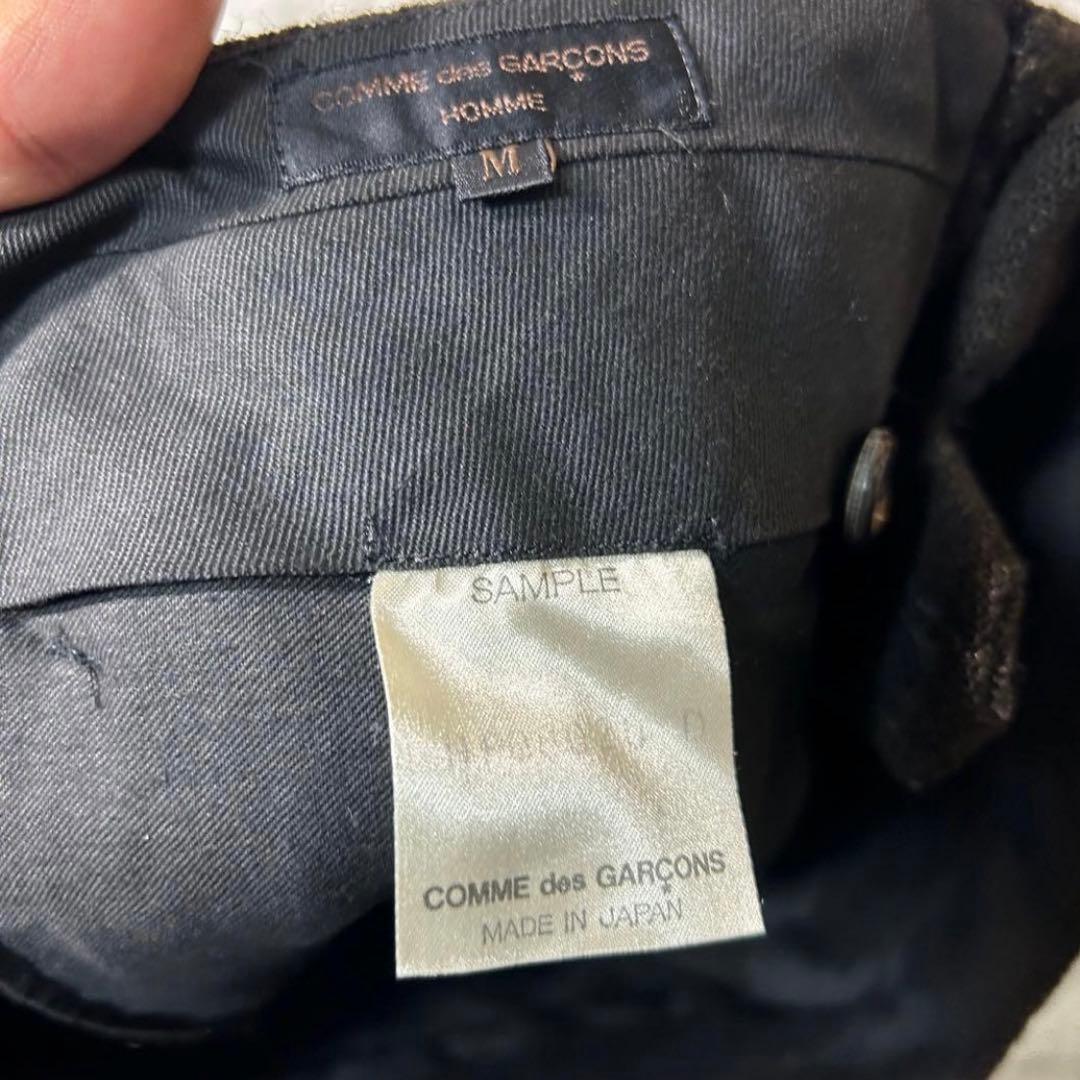 COMME des GARÇONS
HOMME
M
SAMPLE
COMME des GARÇONS
MADE IN JAPAN